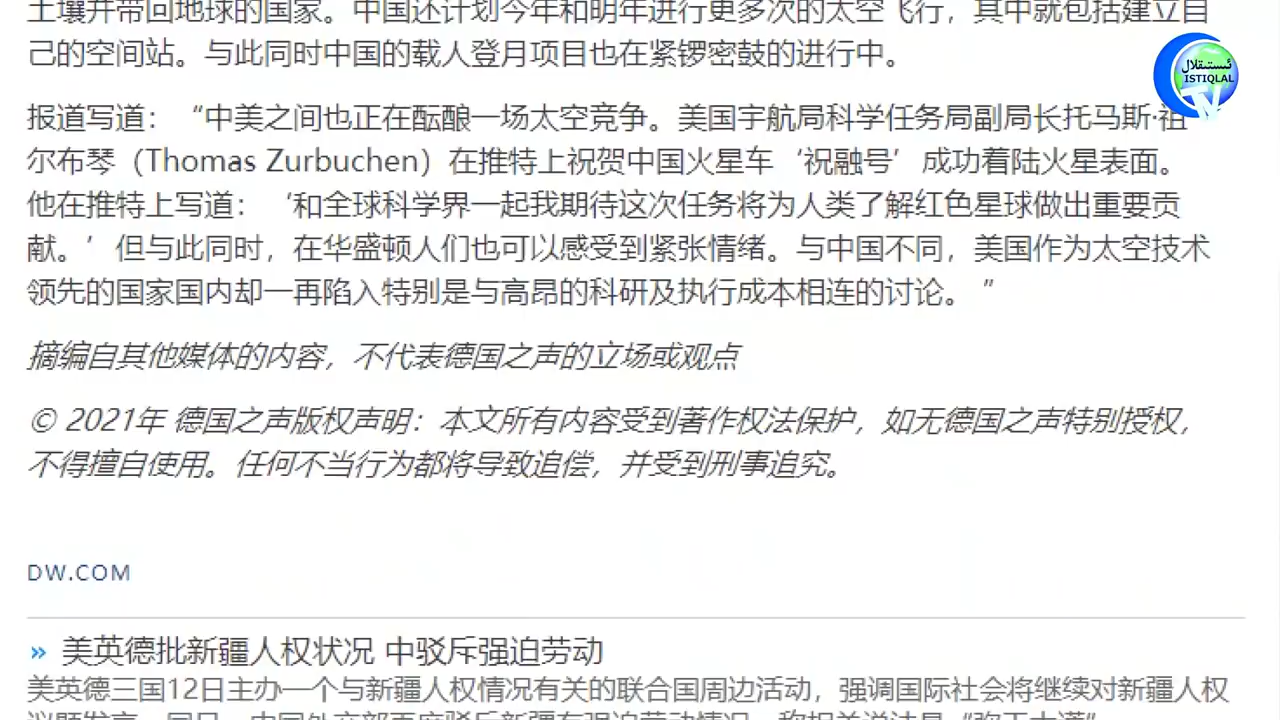 土壤并带回地球的国家。中国还计划今年和明年进行更多次的太空飞行，其中就包括建立自
己的空间站。与此同时中国的载人登月项目也在紧锣密鼓的进行中。
ئىستىقلال
ISTIQLAL
TV
报道写道：“中美之间也正在酝酿一场太空竞争。美国宇航局科学任务局副局长托马斯·祖
尔布琴（Thomas Zurbuchen）在推特上祝贺中国火星车‘祝融号’成功着陆火星表面。
他在推特上写道：‘和全球科学界一起我期待这次任务将为人类了解红色星球做出重要贡
献。’但与此同时，在华盛顿人们也可以感受到紧张情绪。与中国不同，美国作为太空技术
领先的国家国内却一再陷入特别是与高昂的科研及执行成本相连的讨论。”
摘编自其他媒体的内容，不代表德国之声的立场或观点
© 2021年 德国之声版权声明：本文所有内容受到著作权法保护，如无德国之声特别授权，
不得擅自使用。任何不当行为都将导致追偿，并受到刑事追究。
DW.COM
» 美英德批新疆人权状况 中驳斥强迫劳动
美英德三国12日主办一个与新疆人权情况有关的联合国周边活动，强调国际社会将继续对新疆人权